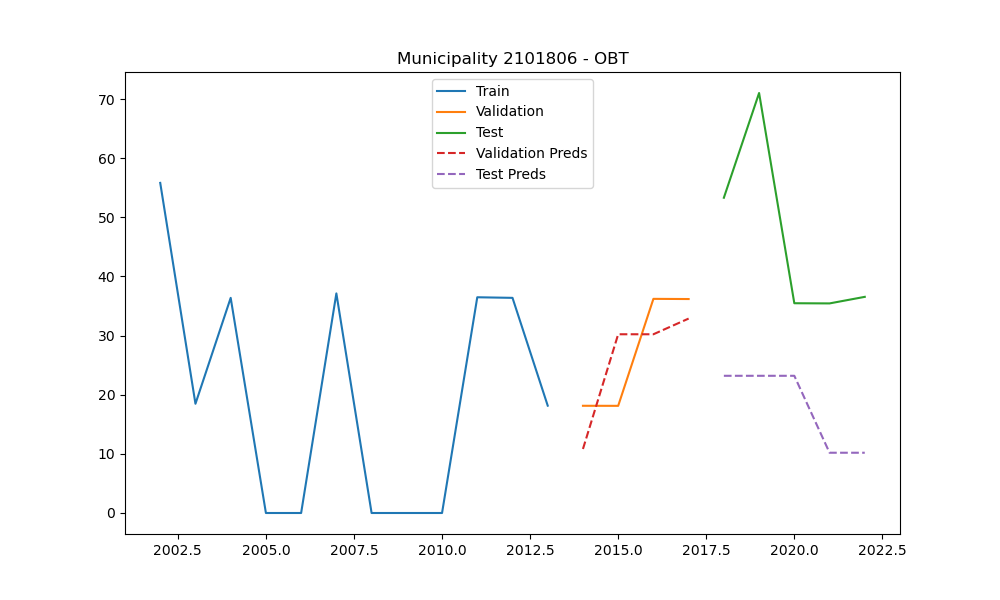 Municipality 2101806 - OBT
Train
Validation
Test
Validation Preds
Test Preds
70
60
50
40
30
20
10
0
2002.5 2005.0 2007.5 2010.0 2012.5 2015.0 2017.5 2020.0 2022.5